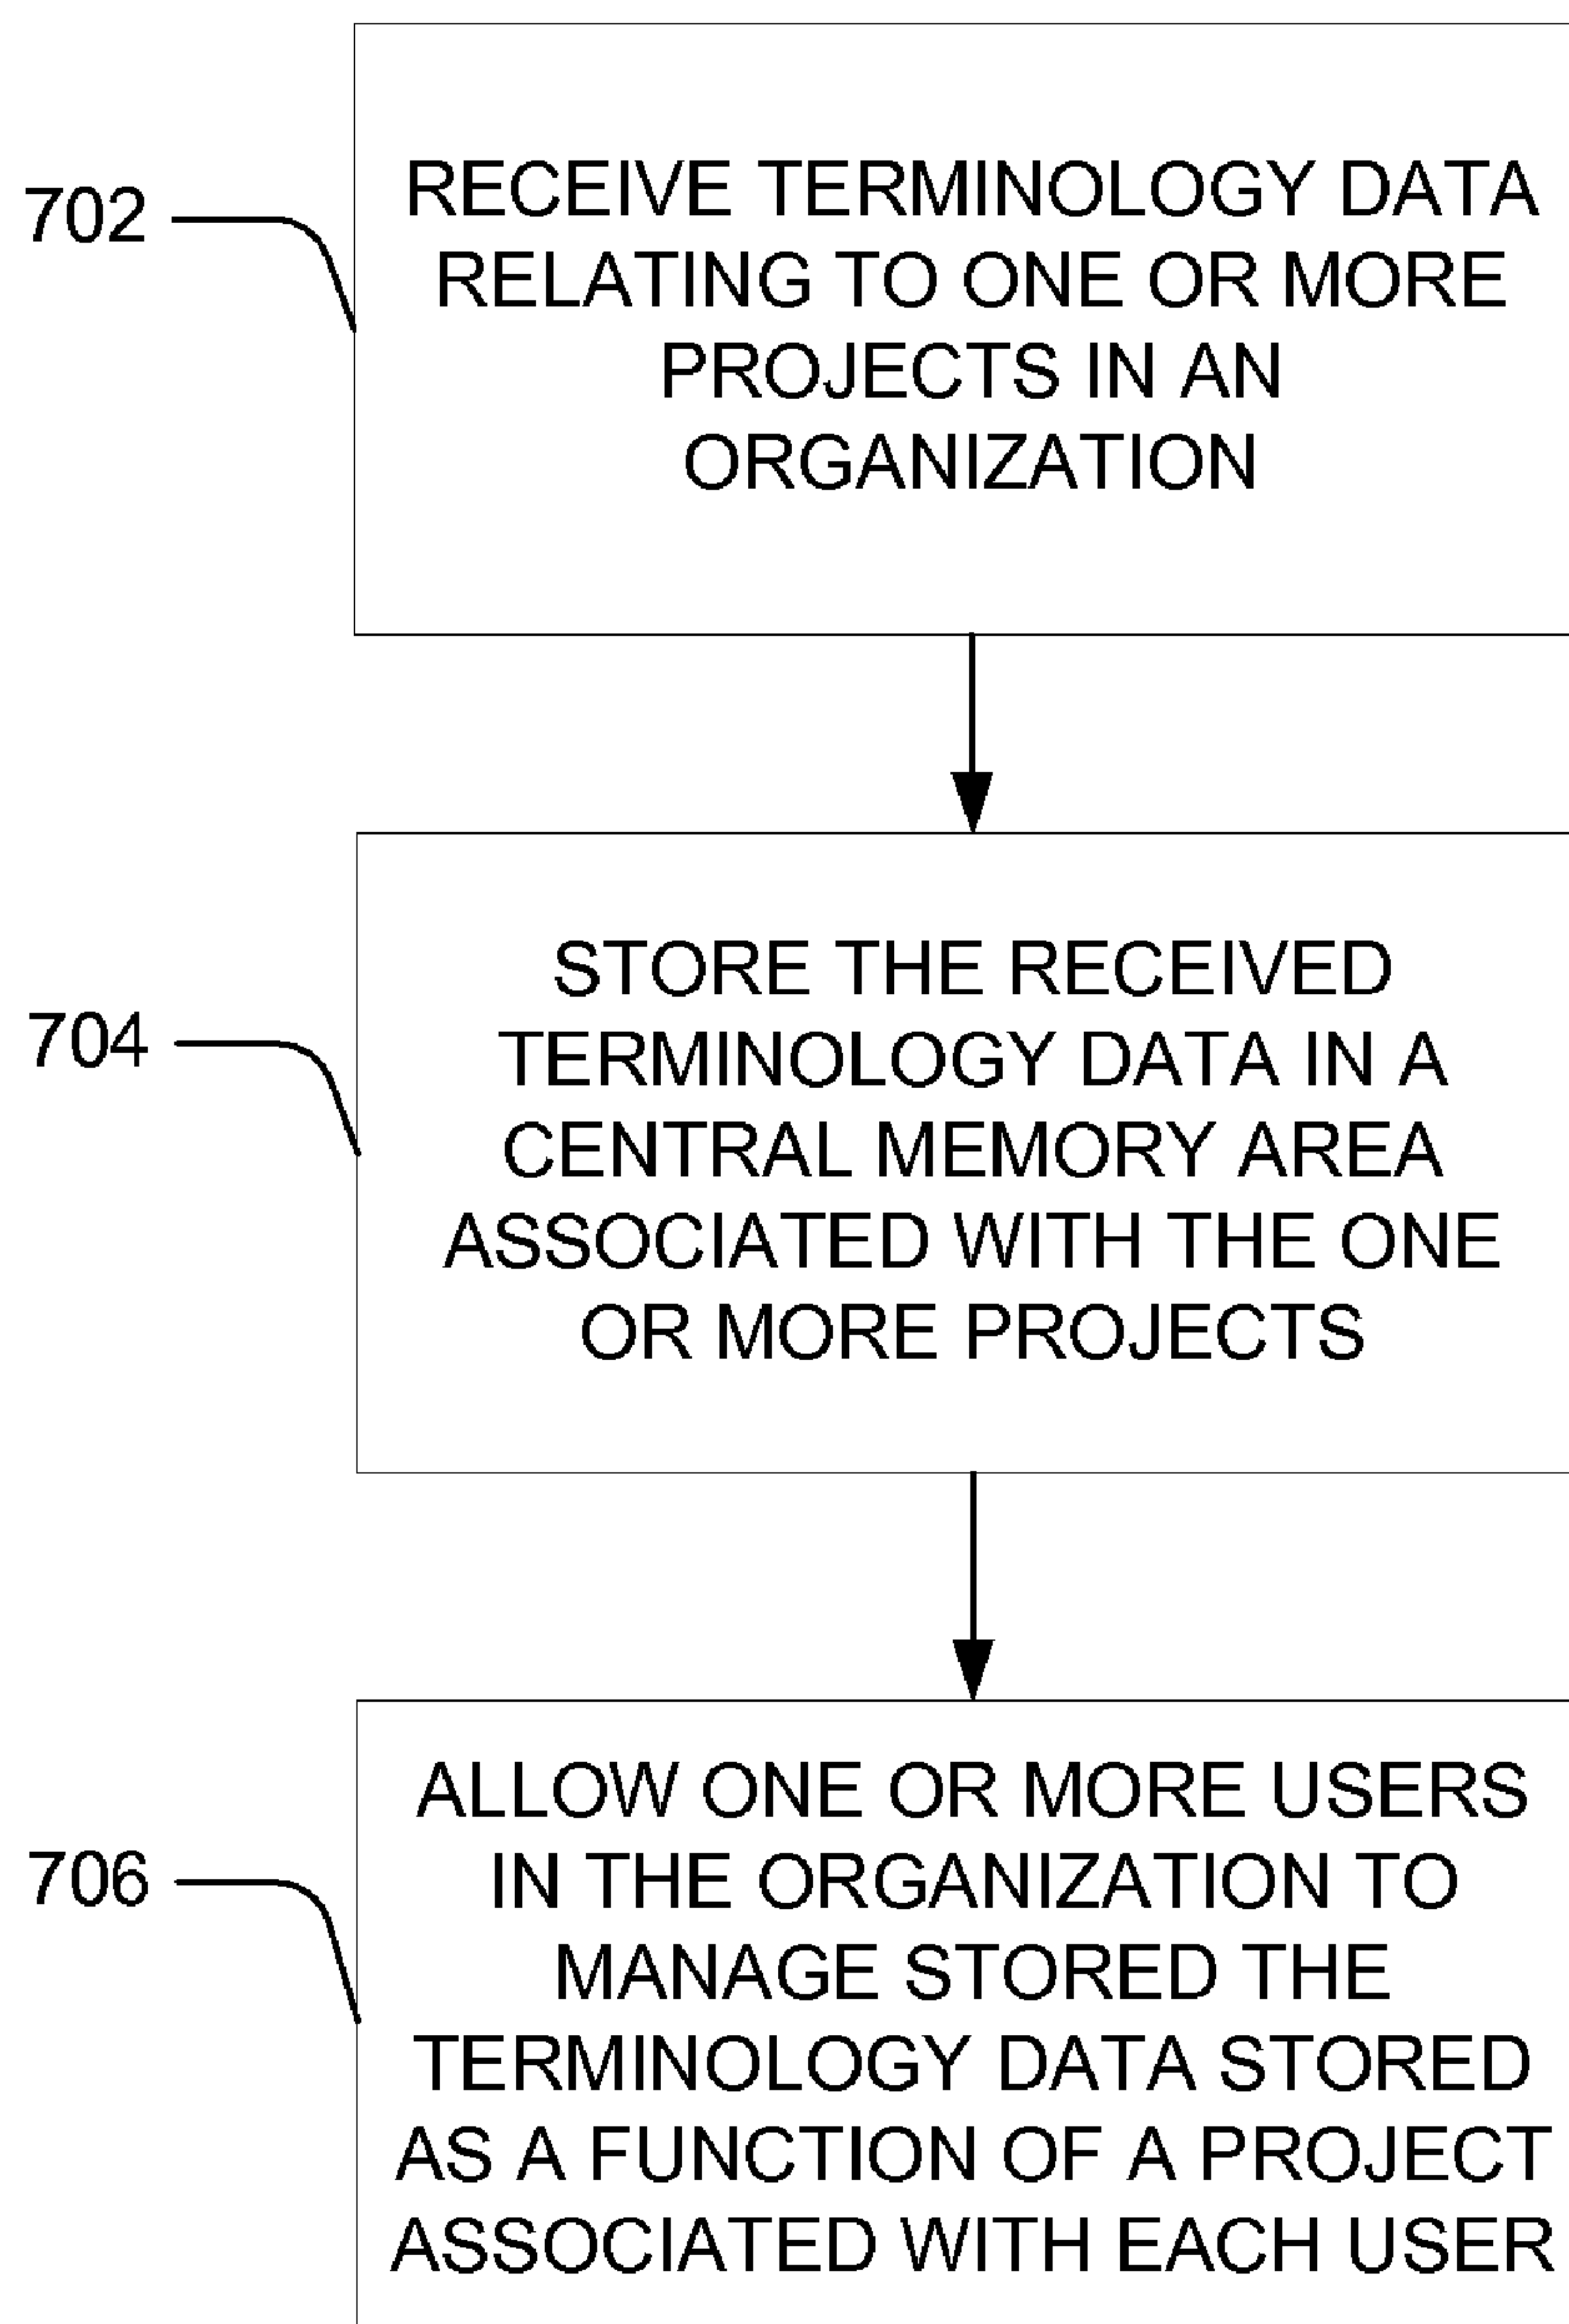 702
RECEIVE TERMINOLOGY DATA
RELATING TO ONE OR MORE
PROJECTS IN AN
ORGANIZATION
704
STORE THE RECEIVED
TERMINOLOGY DATA IN A
CENTRAL MEMORY AREA
ASSOCIATED WITH THE ONE
OR MORE PROJECTS
706
ALLOW ONE OR MORE USERS
IN THE ORGANIZATION TO
MANAGE STORED THE
TERMINOLOGY DATA STORED
AS A FUNCTION OF A PROJECT
ASSOCIATED WITH EACH USER